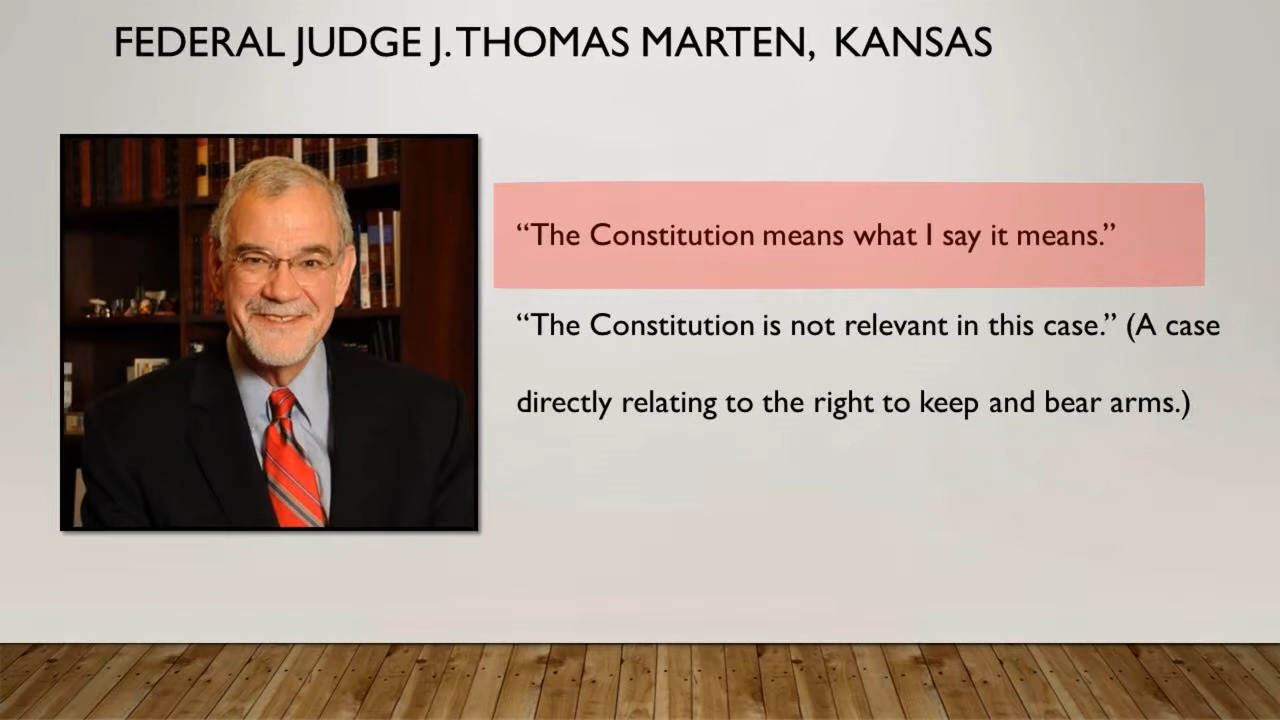 FEDERAL JUDGE J. THOMAS MARTEN, KANSAS
“The Constitution means what I say it means.”
“The Constitution is not relevant in this case.” (A case
directly relating to the right to keep and bear arms.)